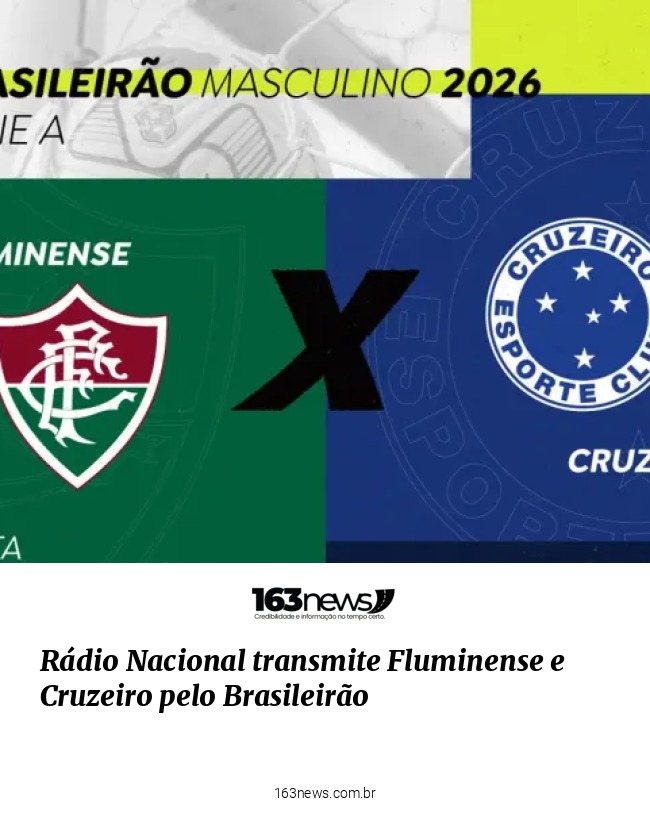 ASILEIRÃO MASCULINO 2026
IE A
MINENSE
CRUZEIRO
ESPORTE CLU
CRUZ
TA
163news
Credibilidade e informação no tempo certo.
Rádio Nacional transmite Fluminense e
Cruzeiro pelo Brasileirão
163news.com.br